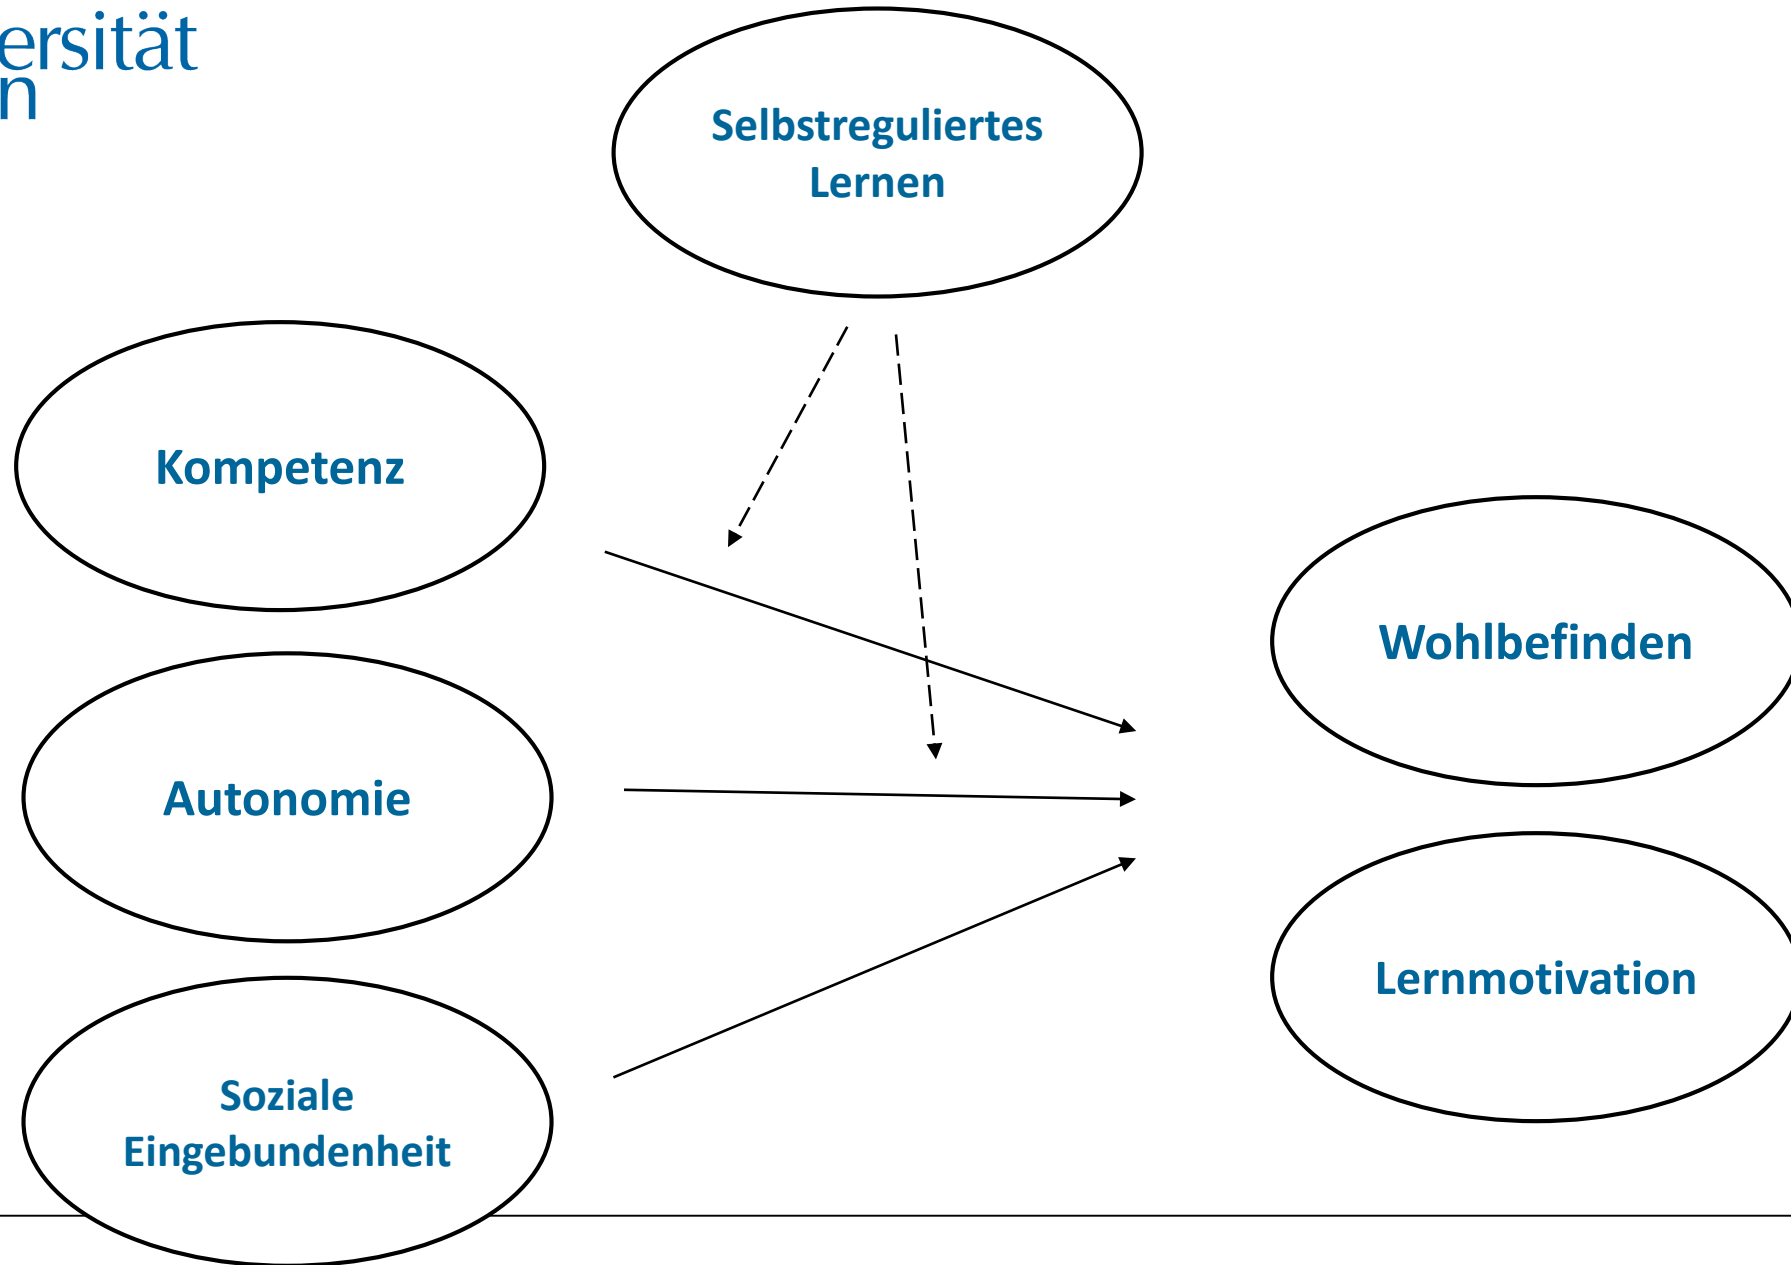 ersität
n
Selbstreguliertes
Lernen
Kompetenz
Wohlbefinden
Autonomie
Lernmotivation
Soziale
Eingebundenheit